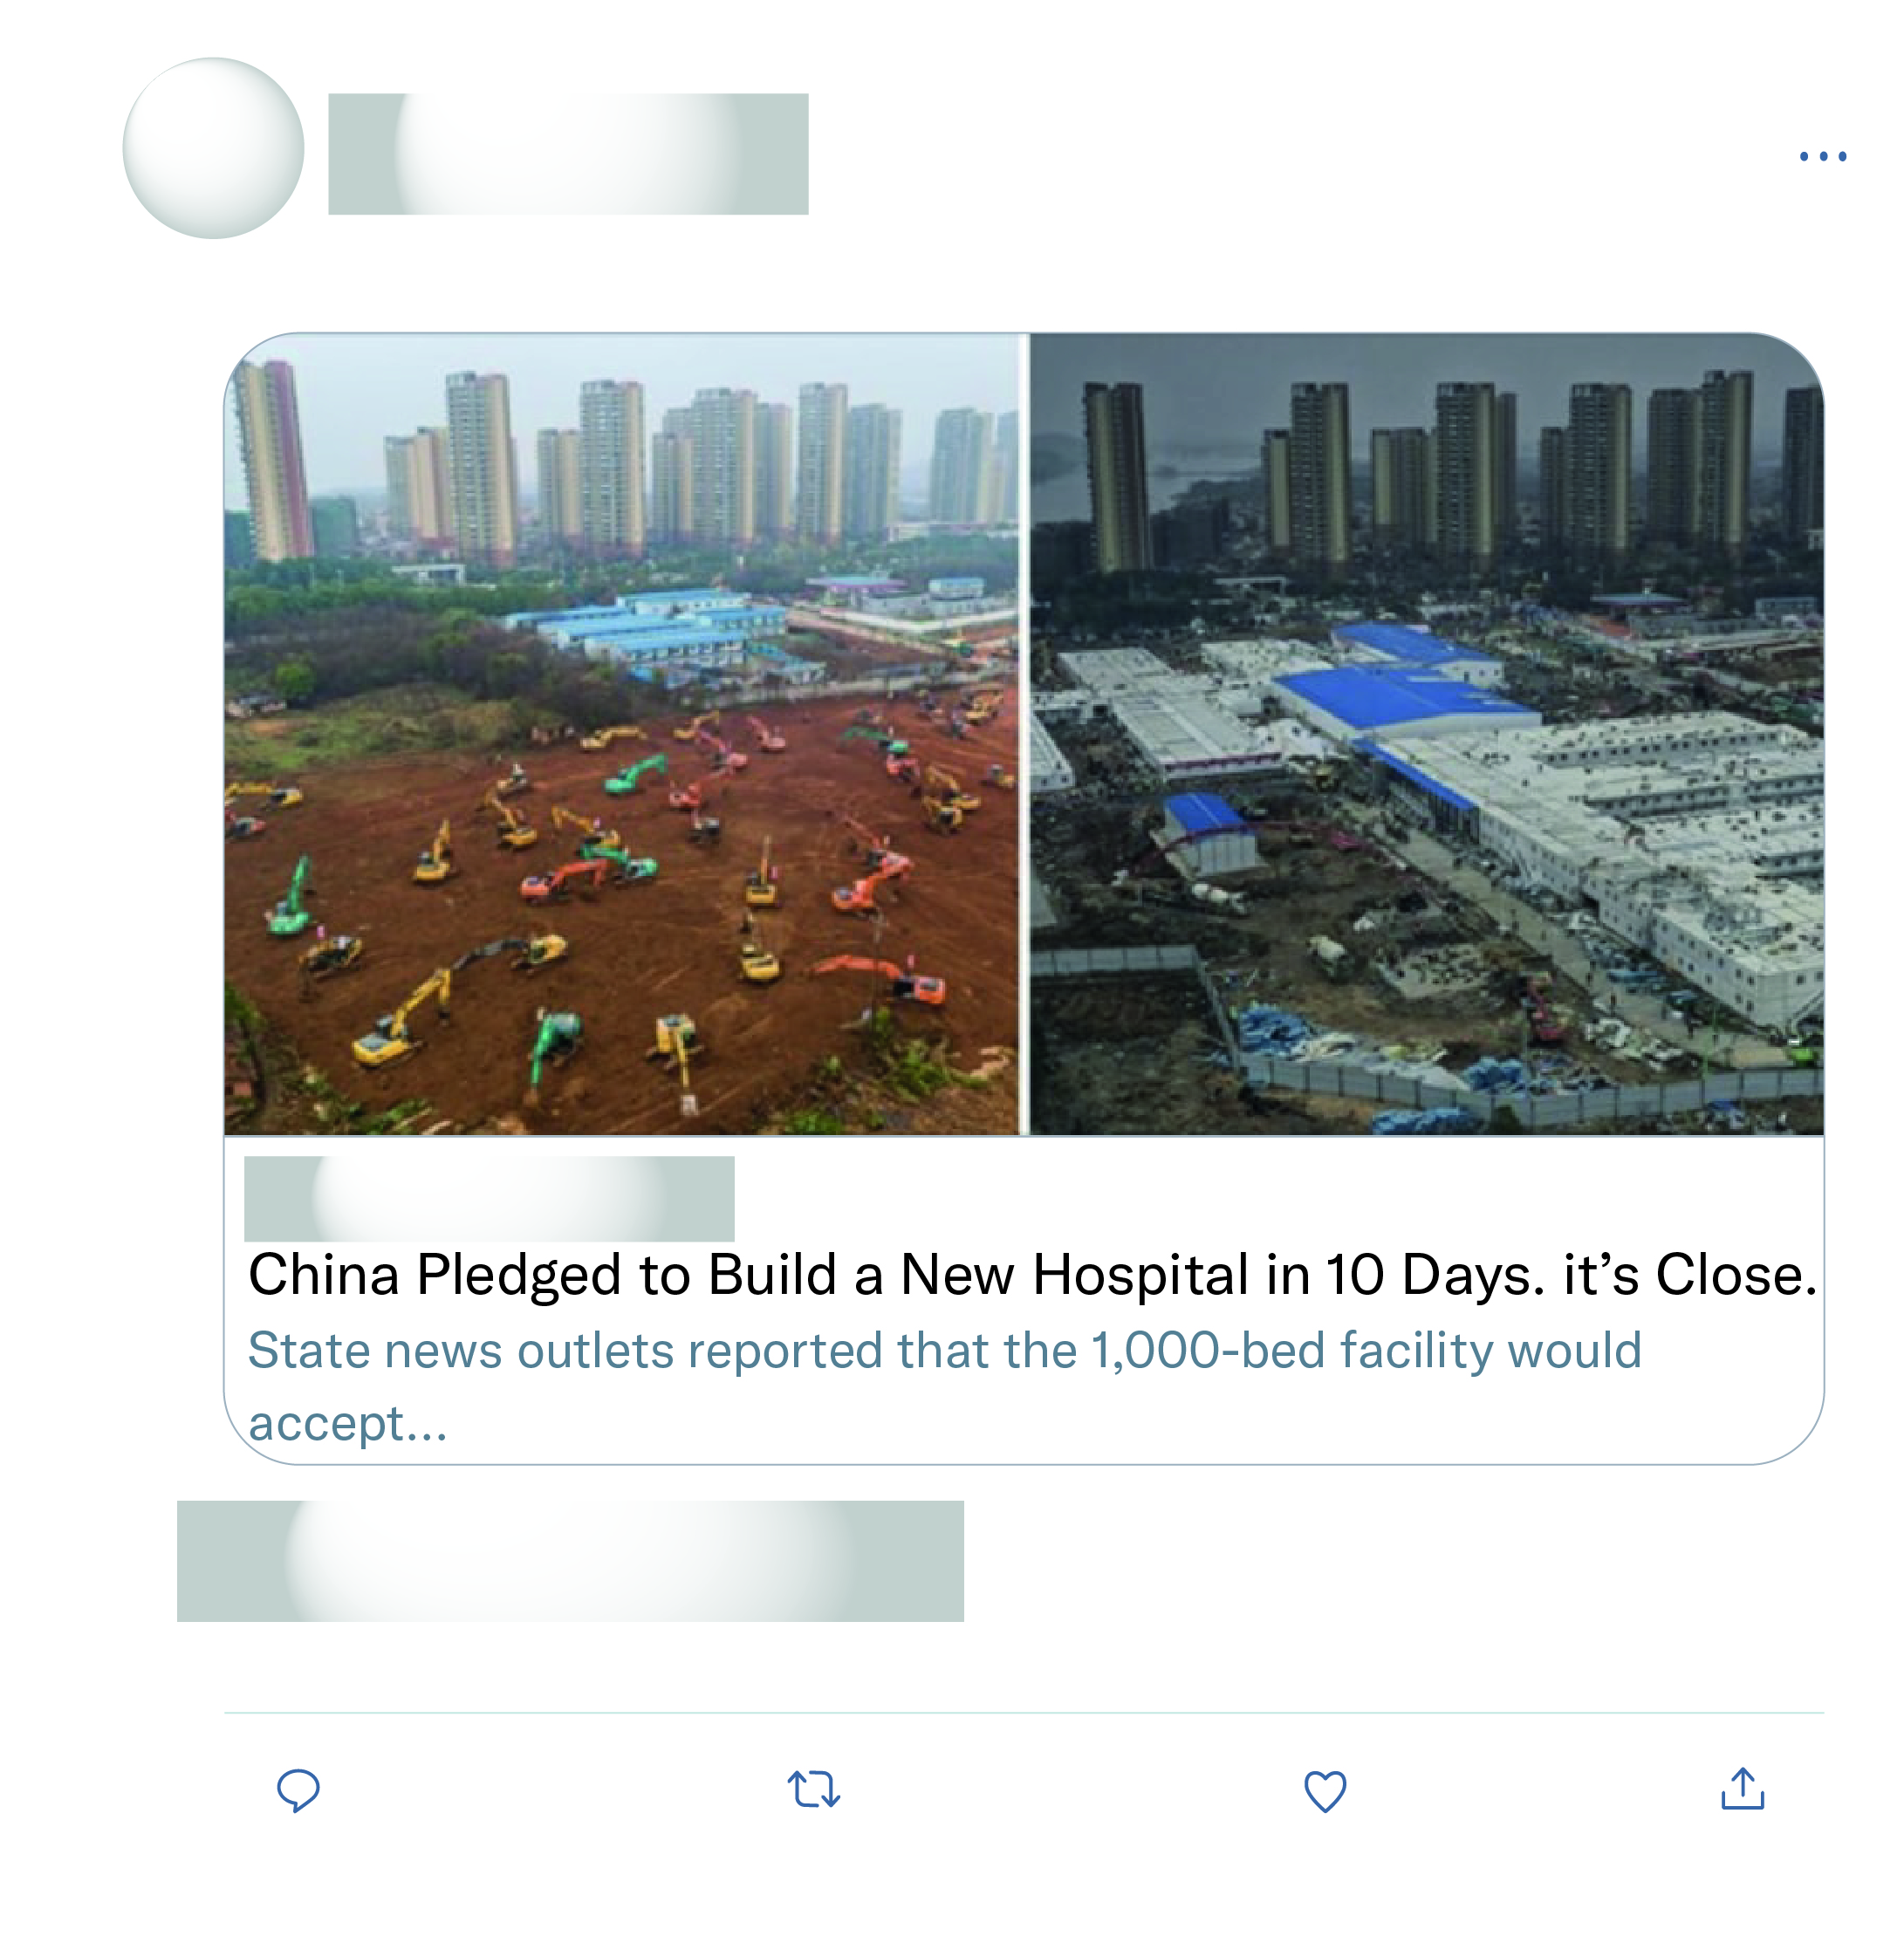 China Pledged to Build a New Hospital in 10 Days. it’s Close.
State news outlets reported that the 1,000-bed facility would
accept...